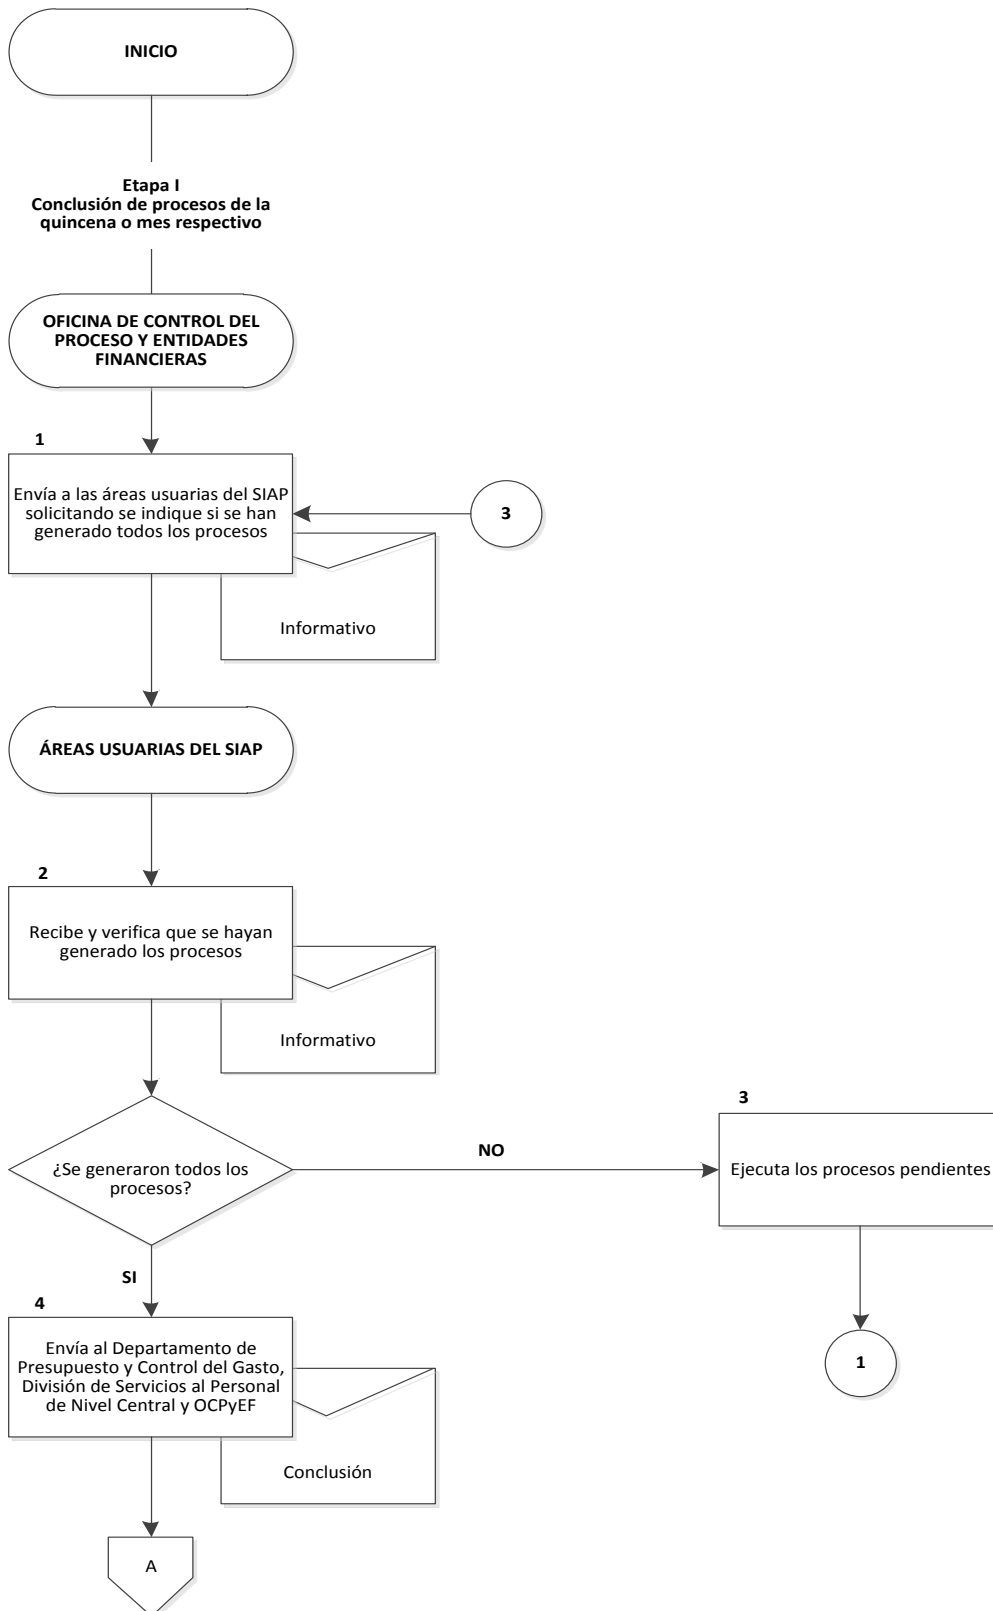 INICIO
Etapa I
Conclusión de procesos de la
quincena o mes respectivo
OFICINA DE CONTROL DEL
PROCESO Y ENTIDADES
FINANCIERAS
1
Envía a las áreas usuarias del SIAP
solicitando se indique si se han
generado todos los procesos
3
Informativo
ÁREAS USUARIAS DEL SIAP
2
Recibe y verifica que se hayan
generado los procesos
Informativo
¿Se generaron todos los
procesos?
NO
3
Ejecuta los procesos pendientes
1
SI
4
Envía al Departamento de
Presupuesto y Control del Gasto,
División de Servicios al Personal
de Nivel Central y OCPyEF
Conclusión
A